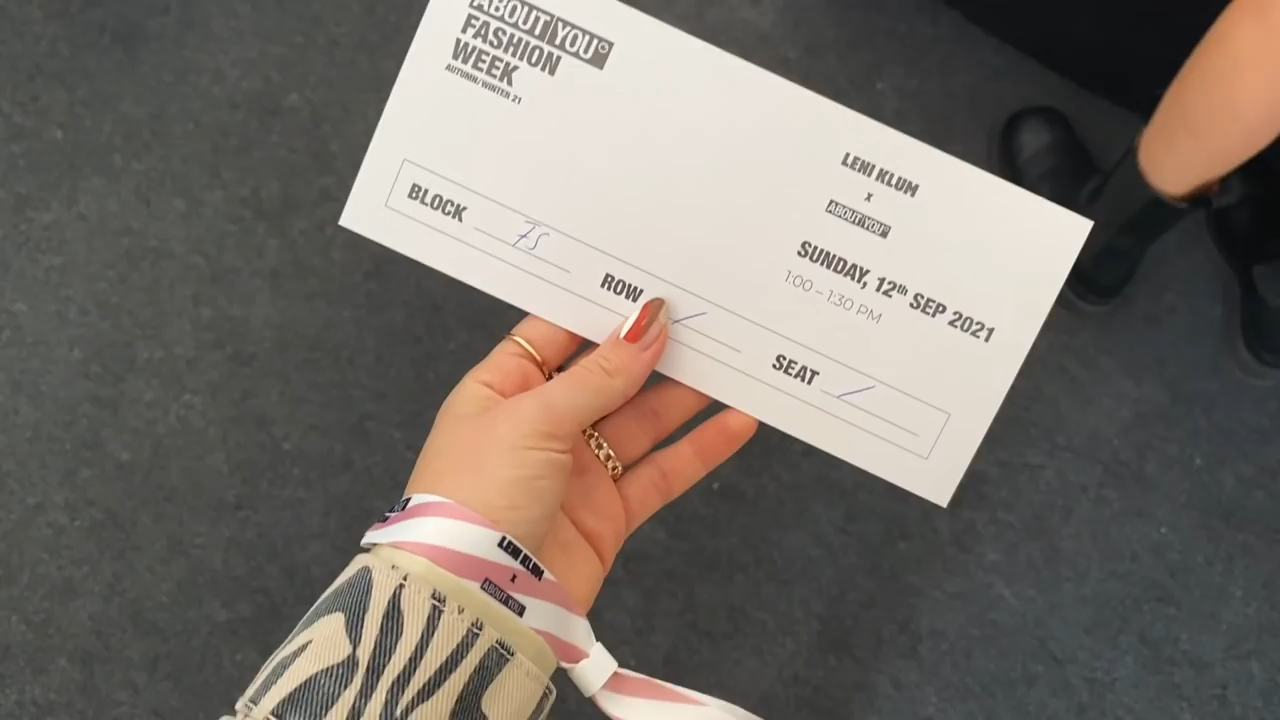 ABOUT YOU
FASHION
WEEK
AUTUMN/WINTER 21
LENI KLUM
x
ABOUT YOU
SUNDAY, 12th SEP 2021
1:00 – 1:30 PM
BLOCK FS
ROW /
SEAT /
LENI KLUM
x
ABOUT YOU